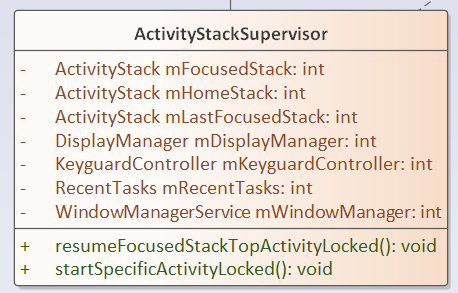 ActivityStackSupervisor
- ActivityStack mFocusedStack: int
- ActivityStack mHomeStack: int
- ActivityStack mLastFocusedStack: int
- DisplayManager mDisplayManager: int
- KeyguardController mKeyguardController: int
- RecentTasks mRecentTasks: int
- WindowManagerService mWindowManager: int
+ resumeFocusedStackTopActivityLocked(): void
+ startSpecificActivityLocked(): void